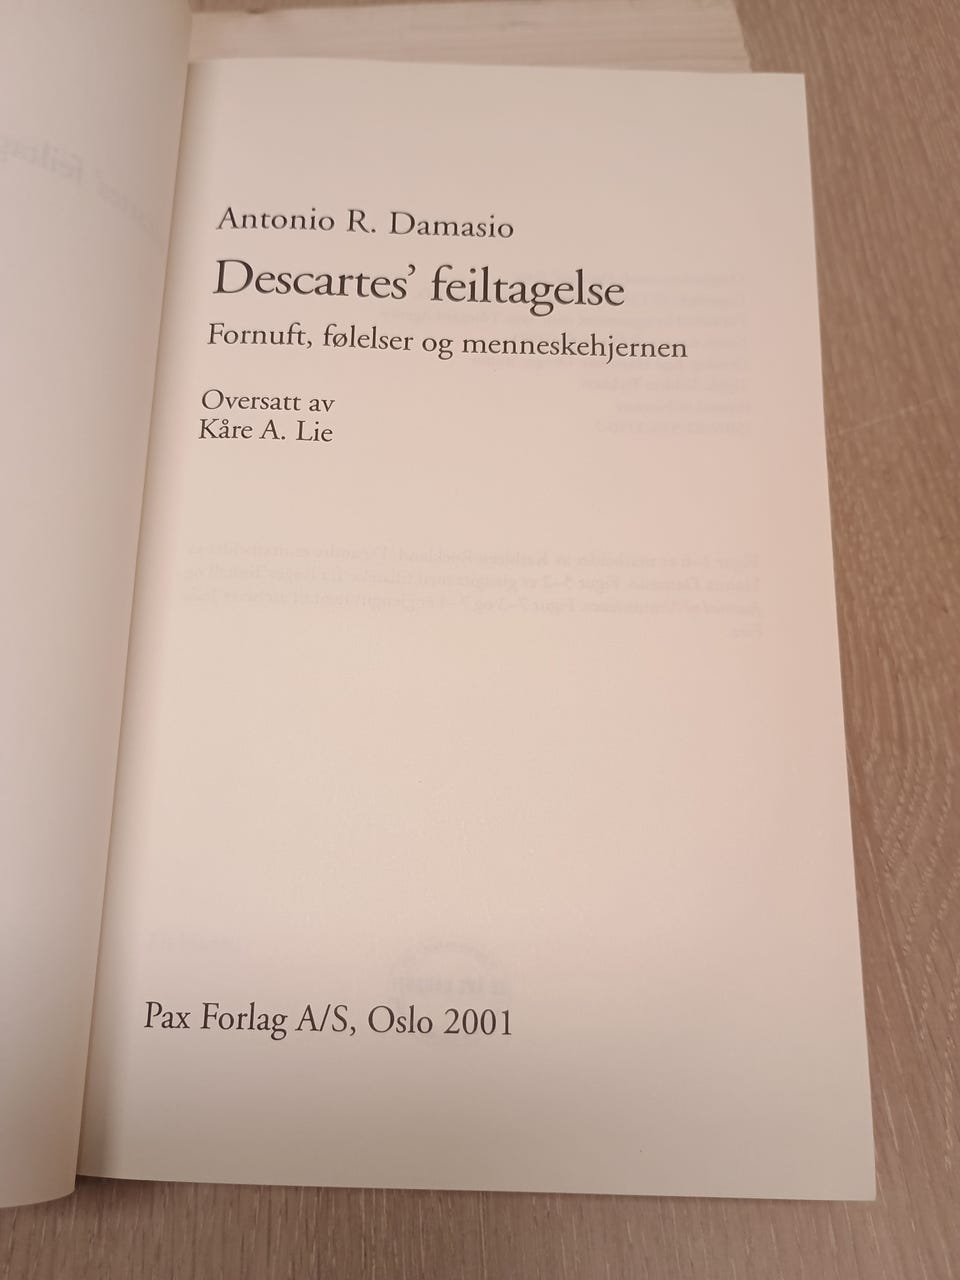 Antonio R. Damasio
Descartes’ feiltagelse
Fornuft, følelser og menneskehjernen
Oversatt av
Kåre A. Lie
Pax Forlag A/S, Oslo 2001